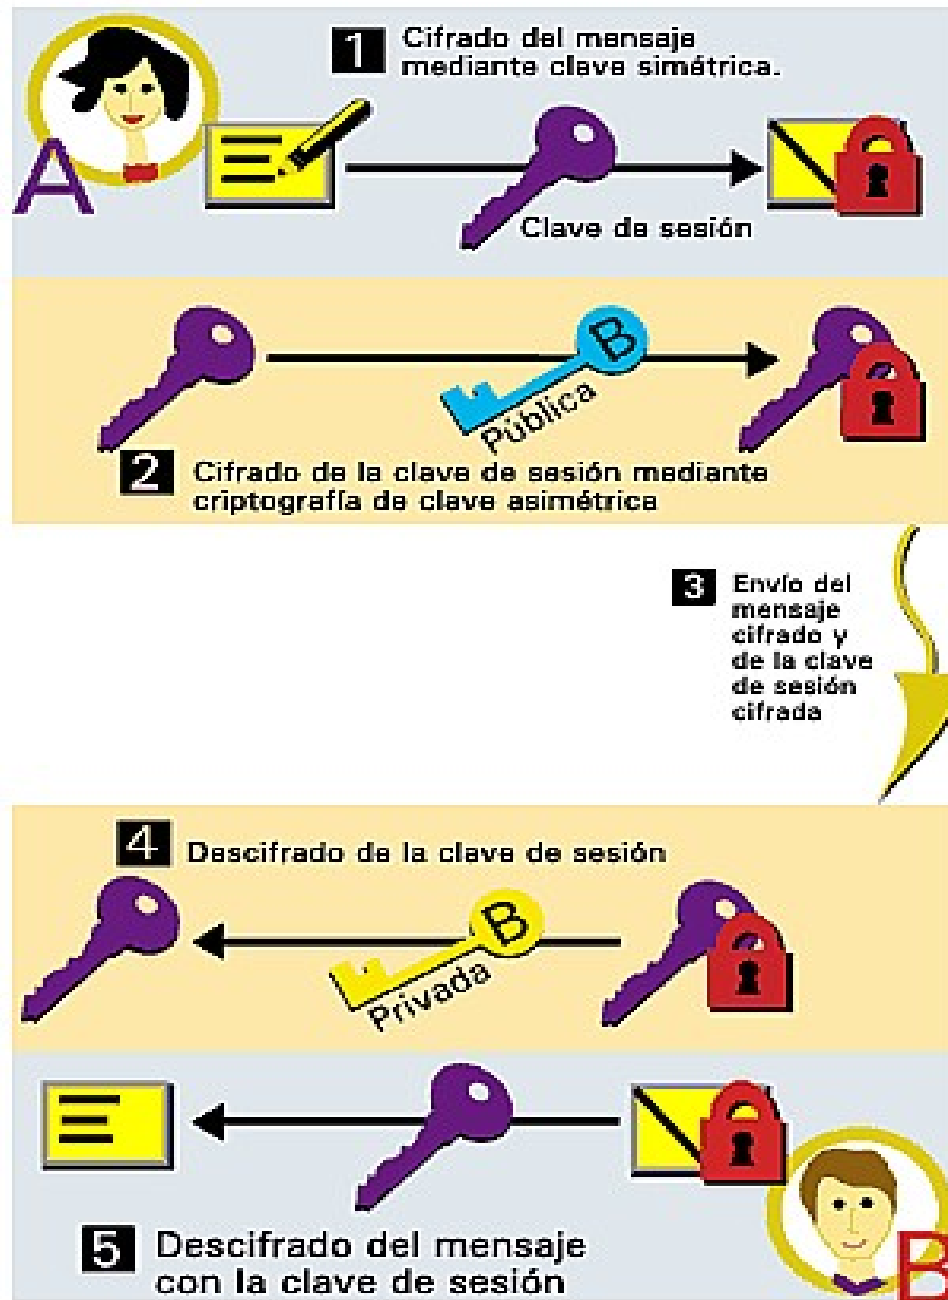 A
1 Cifrado del mensaje
mediante clave simétrica.
Clave de sesión
B
Pública
2 Cifrado de la clave de sesión mediante
criptografía de clave asimétrica
3 Envío del
mensaje
cifrado y
de la clave
de sesión
cifrada
4 Descifrado de la clave de sesión
B
Privada
5 Descifrado del mensaje
con la clave de sesión
B